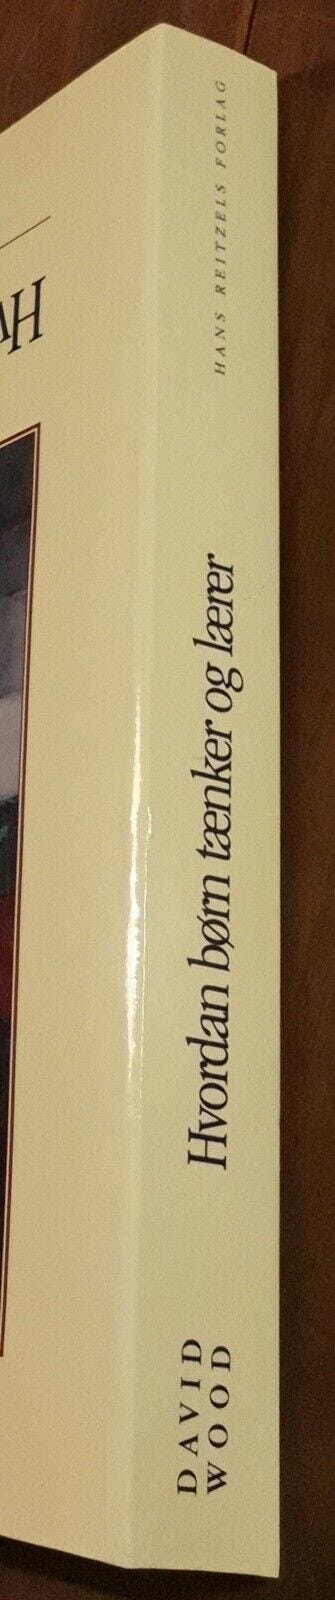 DAVID
WOOD
Hvordan børn tænker og lærer
HANS REITZELS FORLAG